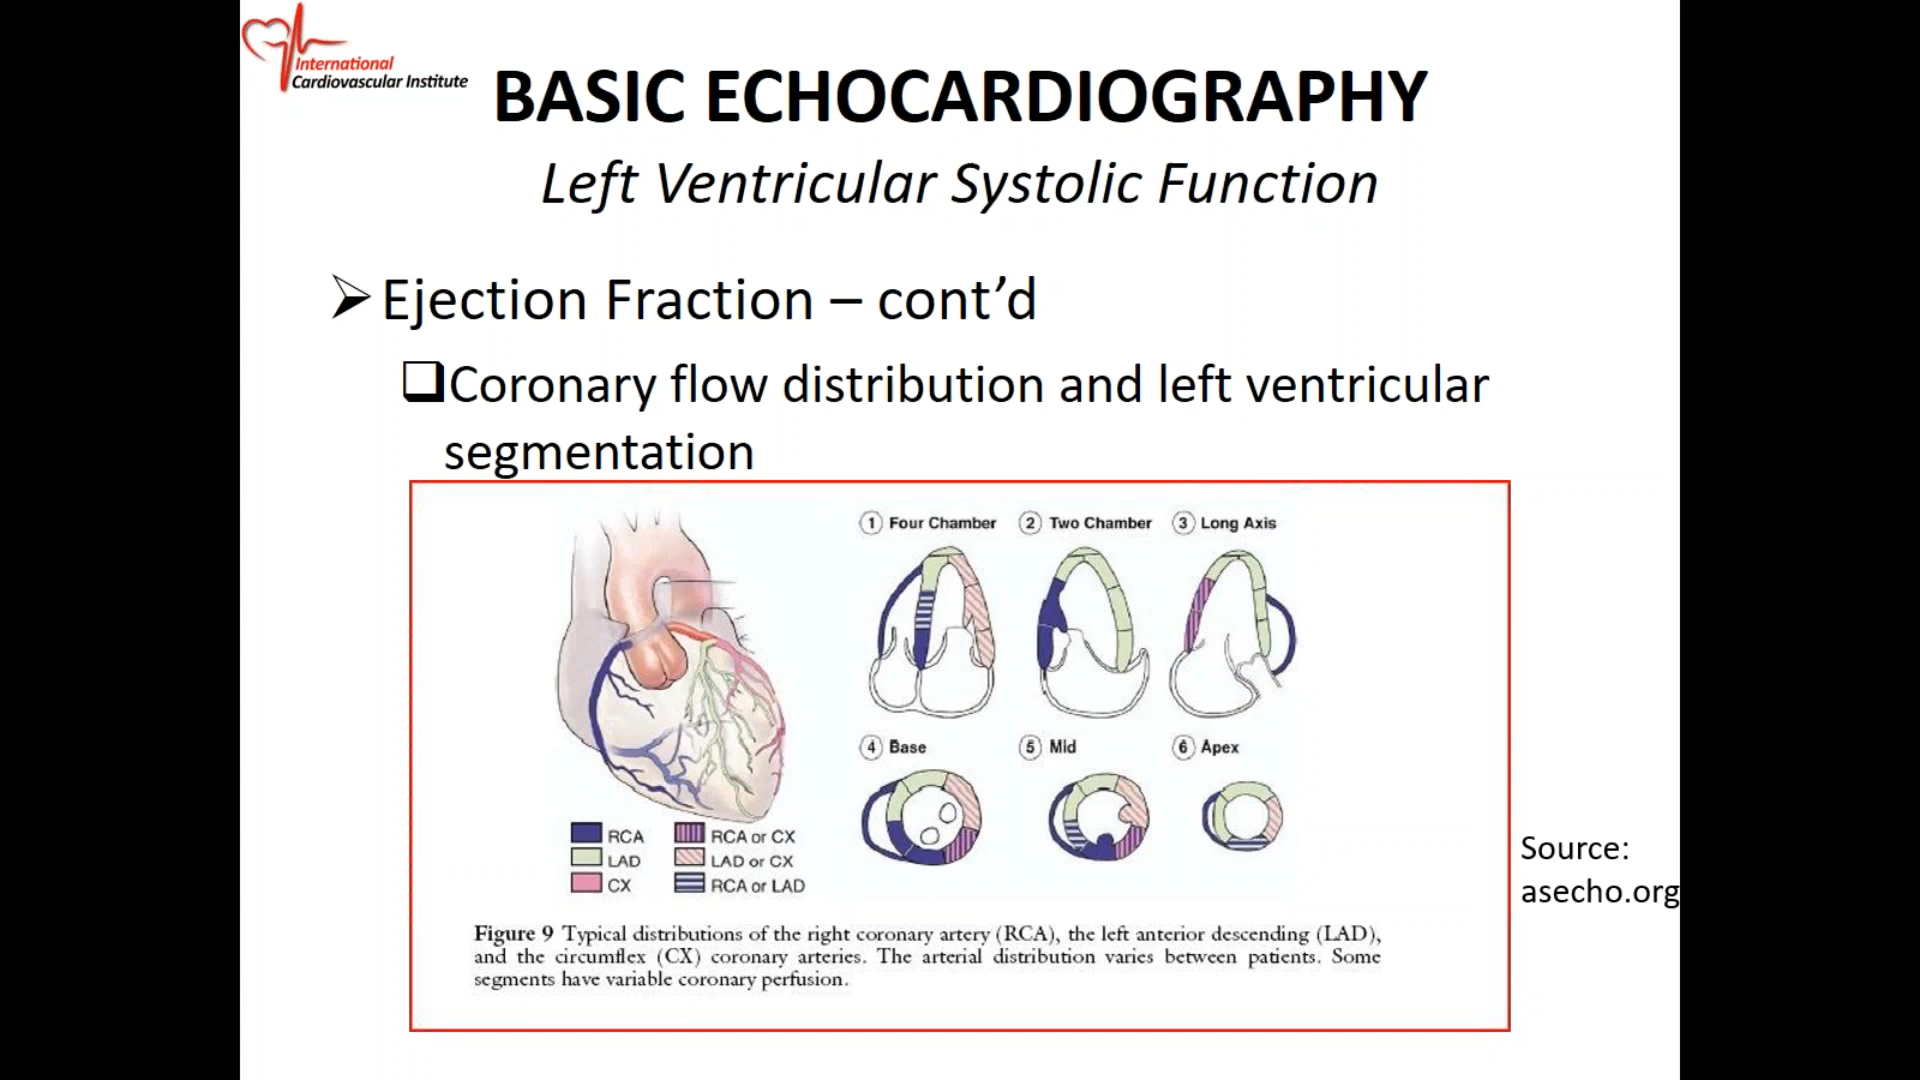 International
Cardiovascular Institute
BASIC ECHOCARDIOGRAPHY
Left Ventricular Systolic Function
Ejection Fraction – cont’d
Coronary flow distribution and left ventricular
segmentation
1 Four Chamber
2 Two Chamber
3 Long Axis
4 Base
5 Mid
6 Apex
RCA
RCA or CX
LAD
LAD or CX
CX
RCA or LAD
Source:
asecho.org
Figure 9 Typical distributions of the right coronary artery (RCA), the left anterior descending (LAD),
and the circumflex (CX) coronary arteries. The arterial distribution varies between patients. Some
segments have variable coronary perfusion.